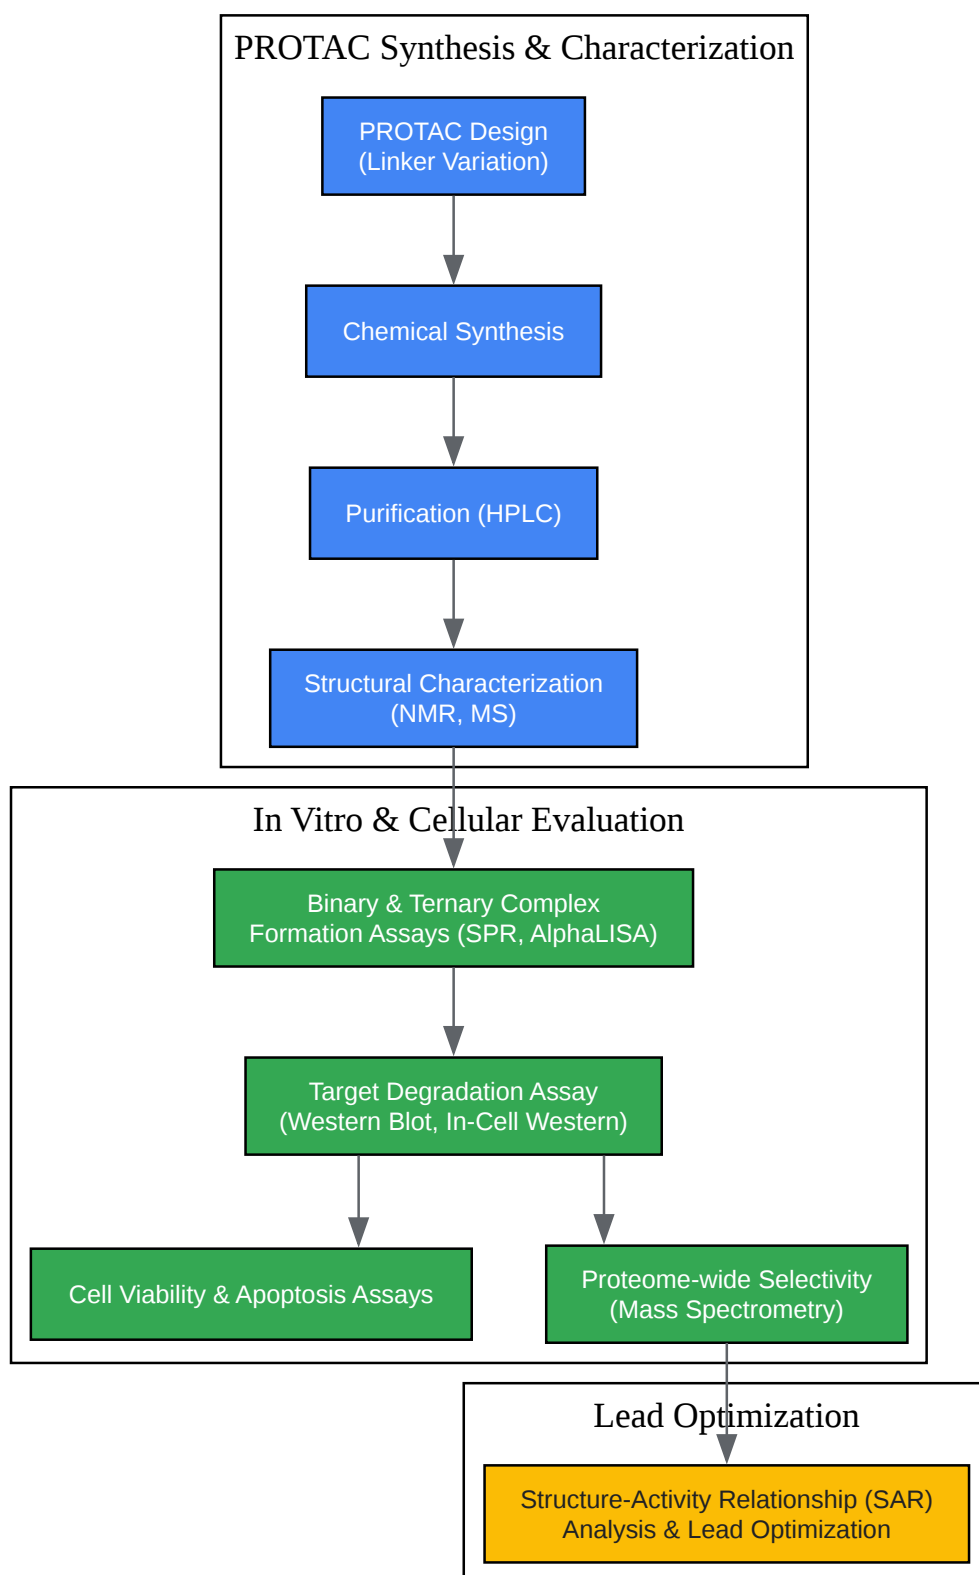 PROTAC Synthesis & Characterization
PROTAC Design
(Linker Variation)
Chemical Synthesis
Purification (HPLC)
Structural Characterization
(NMR, MS)
In Vitro & Cellular Evaluation
Binary & Ternary Complex
Formation Assays (SPR, AlphaLISA)
Target Degradation Assay
(Western Blot, In-Cell Western)
Cell Viability & Apoptosis Assays
Proteome-wide Selectivity
(Mass Spectrometry)
Lead Optimization
Structure-Activity Relationship (SAR)
Analysis & Lead Optimization